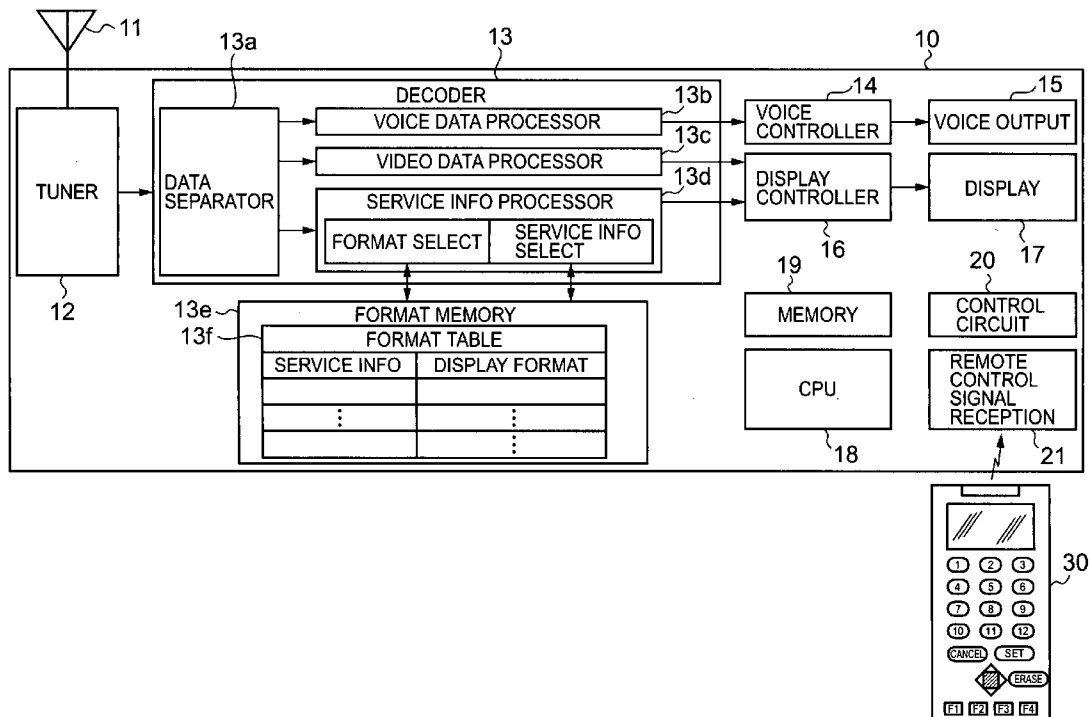 11
13a
13
10
DECODER
13b
14
15
VOICE DATA PROCESSOR
VOICE
CONTROLLER
VOICE OUTPUT
13c
VIDEO DATA PROCESSOR
13d
TUNER
DATA
SEPARATOR
SERVICE INFO PROCESSOR
DISPLAY
CONTROLLER
DISPLAY
FORMAT SELECT
SERVICE INFO
SELECT
16
17
12
19
20
13e
FORMAT MEMORY
MEMORY
CONTROL
CIRCUIT
13f
FORMAT TABLE
SERVICE INFO
DISPLAY FORMAT
CPU
REMOTE
CONTROL
SIGNAL
RECEPTION
18
21
30
1 2 3
4 5 6
7 8 9
10 11 12
CANCEL SET
ERASE
F1 F2 F3 F4